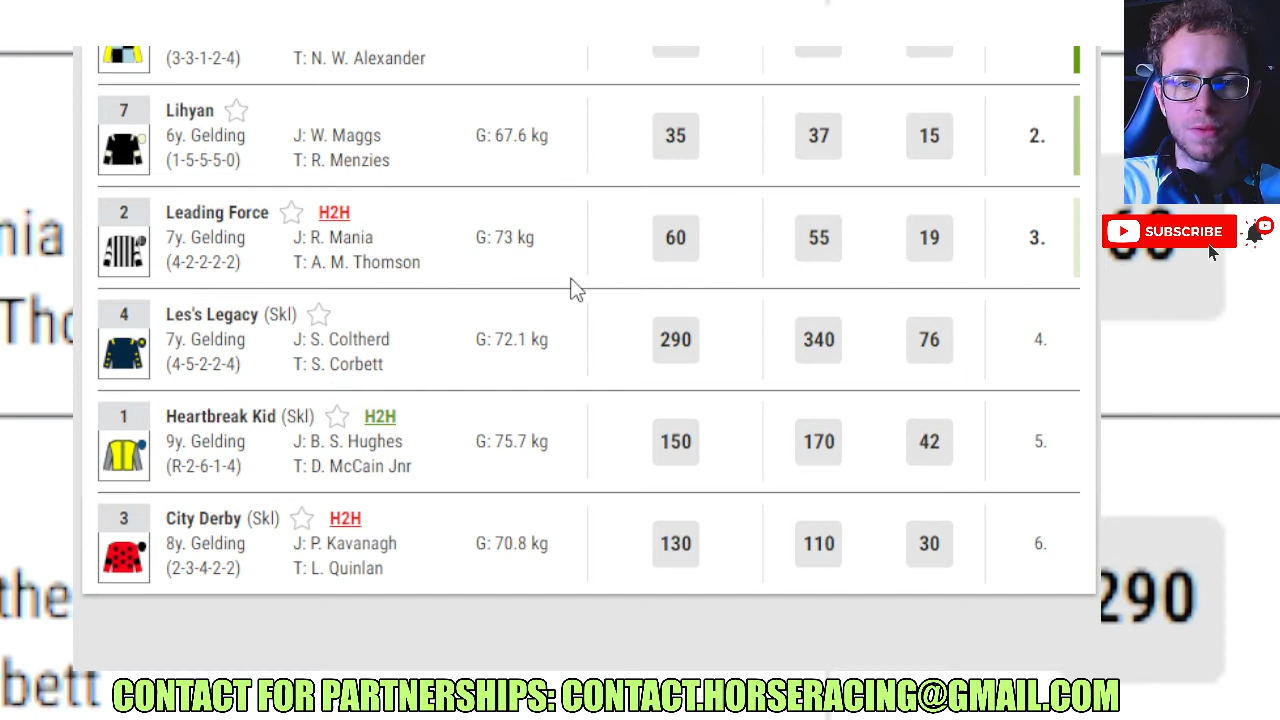 (3-3-1-2-4) T: N. W. Alexander
7 Lihyan
6y. Gelding J: W. Maggs G: 67.6 kg 35 37 15 2.
(1-5-5-5-0) T: R. Menzies
2 Leading Force H2H
7y. Gelding J: R. Mania G: 73 kg 60 55 19 3.
(4-2-2-2-2) T: A. M. Thomson
4 Les's Legacy (Skl)
7y. Gelding J: S. Coltherd G: 72.1 kg 290 340 76 4.
(4-5-2-2-4) T: S. Corbett
1 Heartbreak Kid (Skl) H2H
9y. Gelding J: B. S. Hughes G: 75.7 kg 150 170 42 5.
(R-2-6-1-4) T: D. McCain Jnr
3 City Derby (Skl) H2H
8y. Gelding J: P. Kavanagh G: 70.8 kg 130 110 30 6.
(2-3-4-2-2) T: L. Quinlan
SUBSCRIBE
nia
Tho
the
290
bett
CONTACT FOR PARTNERSHIPS: CONTACT.HORSERACING@GMAIL.COM